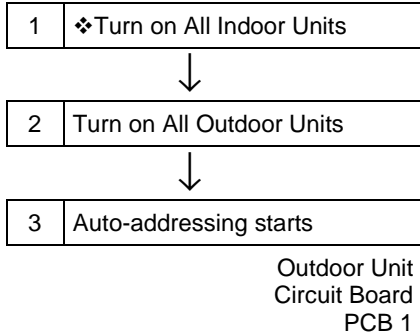 1 ❖Turn on All Indoor Units
2 Turn on All Outdoor Units
3 Auto-addressing starts
Outdoor Unit
Circuit Board
PCB 1